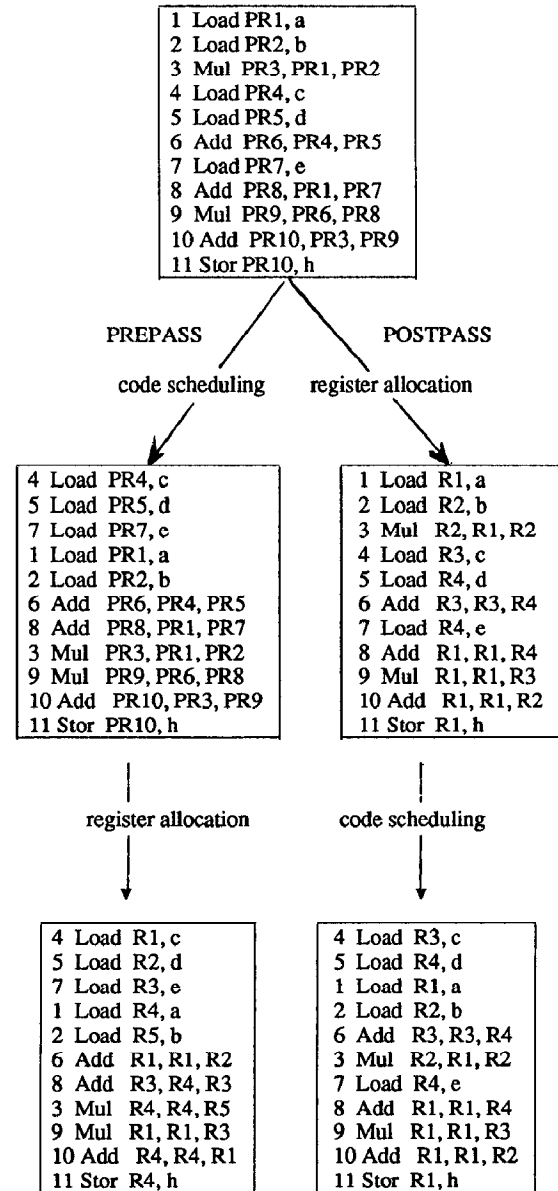 1 Load PR1, a
2 Load PR2, b
3 Mul PR3, PR1, PR2
4 Load PR4, c
5 Load PR5, d
6 Add PR6, PR4, PR5
7 Load PR7, e
8 Add PR8, PR1, PR7
9 Mul PR9, PR6, PR8
10 Add PR10, PR3, PR9
11 Stor PR10, h
PREPASS
POSTPASS
code scheduling
register allocation
4 Load PR4, c
5 Load PR5, d
7 Load PR7, e
1 Load PR1, a
2 Load PR2, b
6 Add PR6, PR4, PR5
8 Add PR8, PR1, PR7
3 Mul PR3, PR1, PR2
9 Mul PR9, PR6, PR8
10 Add PR10, PR3, PR9
11 Stor PR10, h
1 Load R1, a
2 Load R2, b
3 Mul R2, R1, R2
4 Load R3, c
5 Load R4, d
6 Add R3, R3, R4
7 Load R4, e
8 Add R1, R1, R4
9 Mul R1, R1, R3
10 Add R1, R1, R2
11 Stor R1, h
register allocation
code scheduling
4 Load R1, c
5 Load R2, d
7 Load R3, e
1 Load R4, a
2 Load R5, b
6 Add R1, R1, R2
8 Add R3, R4, R3
3 Mul R4, R4, R5
9 Mul R1, R1, R3
10 Add R4, R4, R1
11 Stor R4, h
4 Load R3, c
5 Load R4, d
1 Load R1, a
2 Load R2, b
6 Add R3, R3, R4
3 Mul R2, R1, R2
7 Load R4, e
8 Add R1, R1, R4
9 Mul R1, R1, R3
10 Add R1, R1, R2
11 Stor R1, h